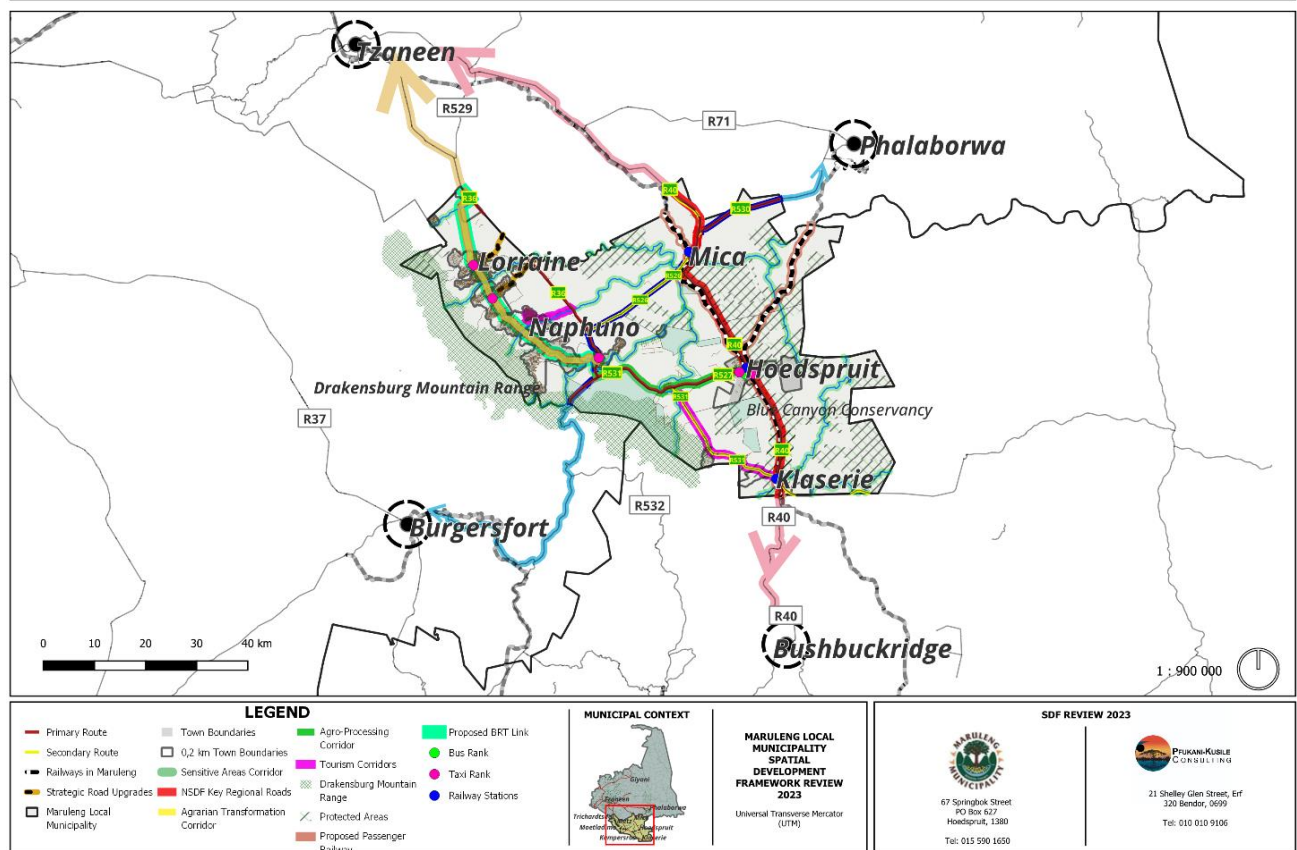 Tzaneen
R529
R71
Phalaborwa
R40
R530
R36
Lorraine
Mica
R529
R36
R529
Naphuno
R40
Hoedspruit
R531
R527
Drakensburg Mountain Range
R531
Blue Canyon Conservancy
R37
R40
R531
Klaserie
R532
R40
Burgersfort
R40
Bushbuckridge
0 10 20 30 40 km
1 : 900 000
LEGEND
Primary Route
Secondary Route
Railways in Maruleng
Strategic Road Upgrades
Maruleng Local
Municipality
Town Boundaries
0,2 km Town Boundaries
Sensitive Areas Corridor
NSDF Key Regional Roads
Agrarian Transformation
Corridor
Agro-Processing
Corridor
Tourism Corridors
Drakensburg Mountain
Range
Protected Areas
Proposed Passenger
Railway
Proposed BRT Link
Bus Rank
Taxi Rank
Railway Stations
MUNICIPAL CONTEXT
Giyani
Tzaneen
Phalaborwa
MARULENG LOCAL
MUNICIPALITY
SPATIAL
DEVELOPMENT
FRAMEWORK REVIEW
2023
Universal Transverse Mercator
(UTM)
SDF REVIEW 2023
MARULENG
MUNICIPALITY
67 Springbok Street
PO Box 627
Hoedspruit, 1380
Tel: 015 590 1650
PFUKANI-KUSILE
CONSULTING
21 Shelley Glen Street, Erf
320 Bendor, 0699
Tel: 010 010 9106